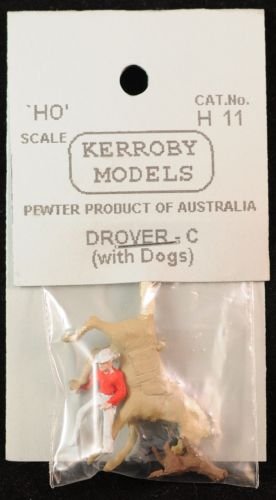 'HO'
SCALE
CAT.No.
H 11
KERROBY
MODELS
PEWTER PRODUCT OF AUSTRALIA
DROVER - C
(with Dogs)